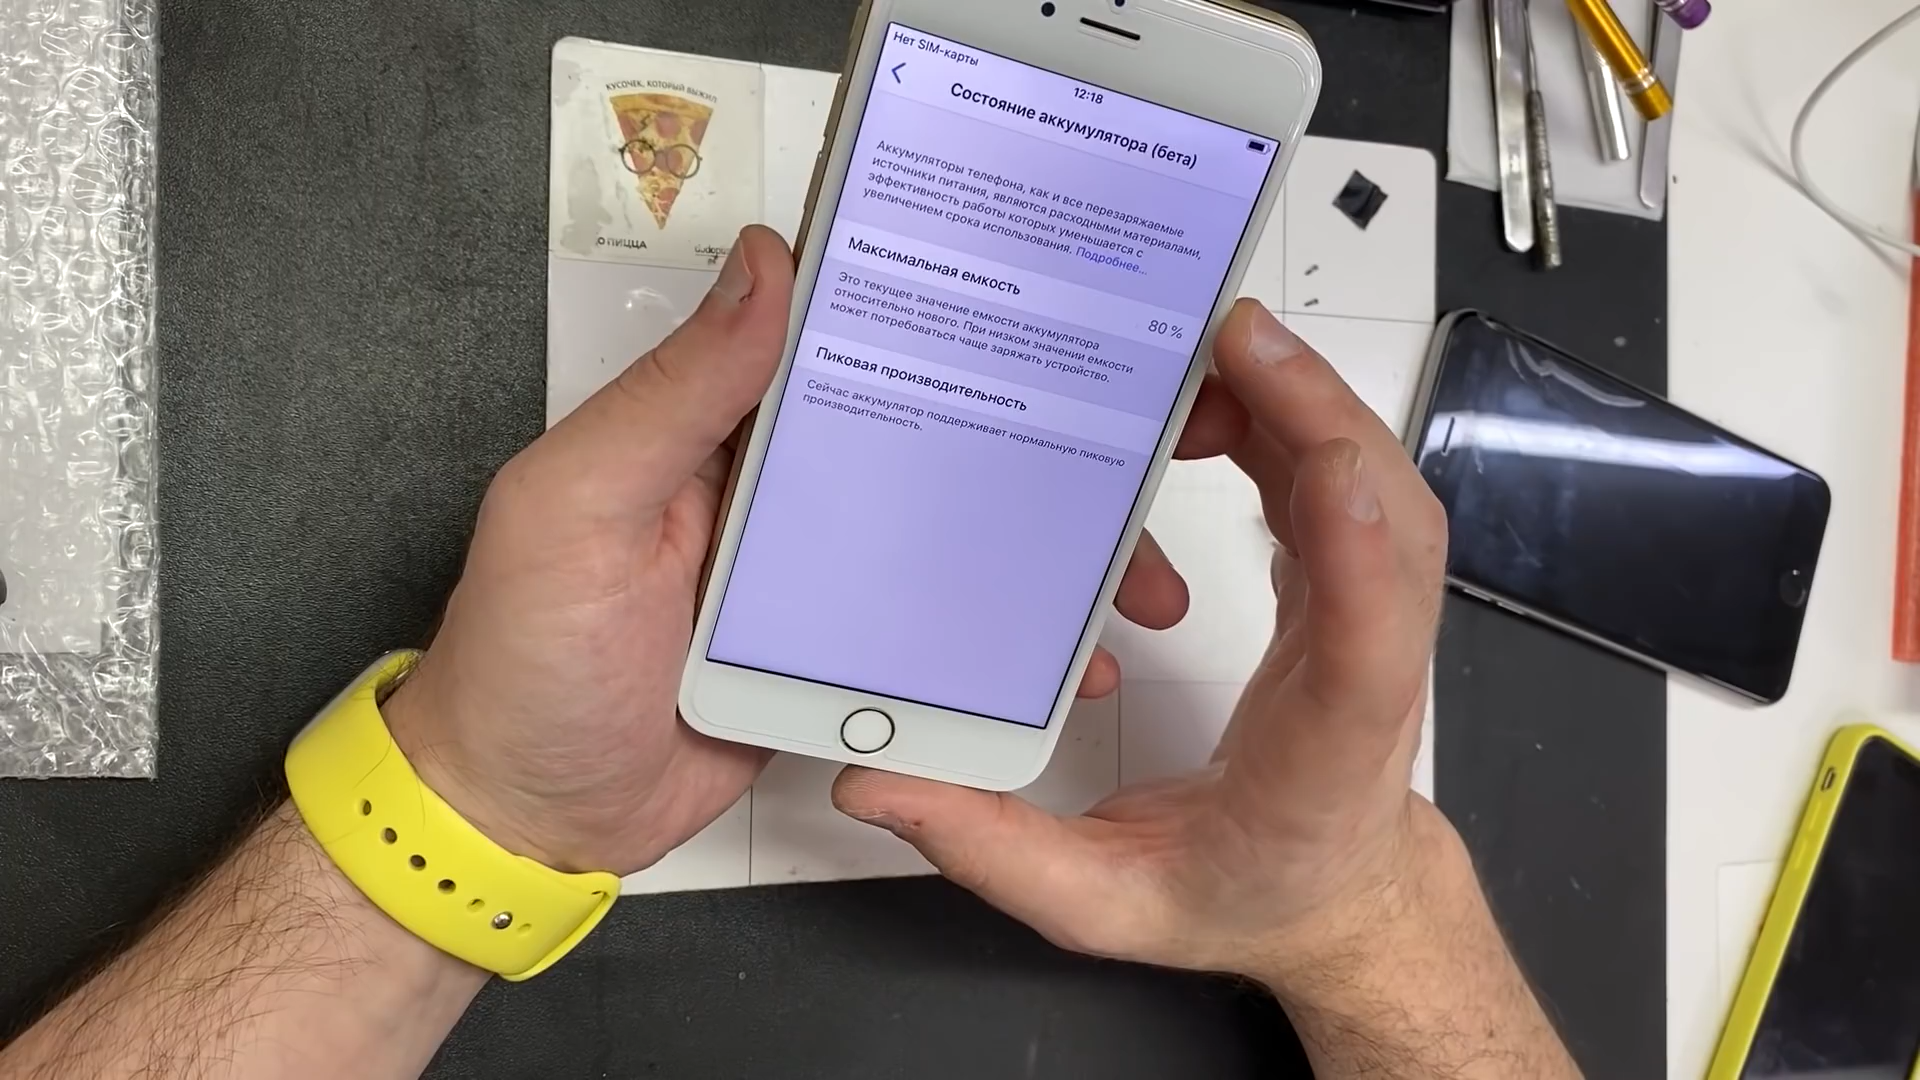 Нет SIM-карты
12:18
Состояние аккумулятора (бета)
Аккумуляторы телефона, как и все перезаряжаемые
источники питания, являются расходными материалами,
эффективность работы которых уменьшается с
увеличением срока использования. Подробнее...
Максимальная емкость
80 %
Это текущее значение емкости аккумулятора
относительно нового. При низком значении емкости
может потребоваться чаще заряжать устройство.
Пиковая производительность
Сейчас аккумулятор поддерживает нормальную пиковую
производительность.
КУСОЧЕК, КОТОРЫЙ ВЫЖИЛ
О ПИЦЦА